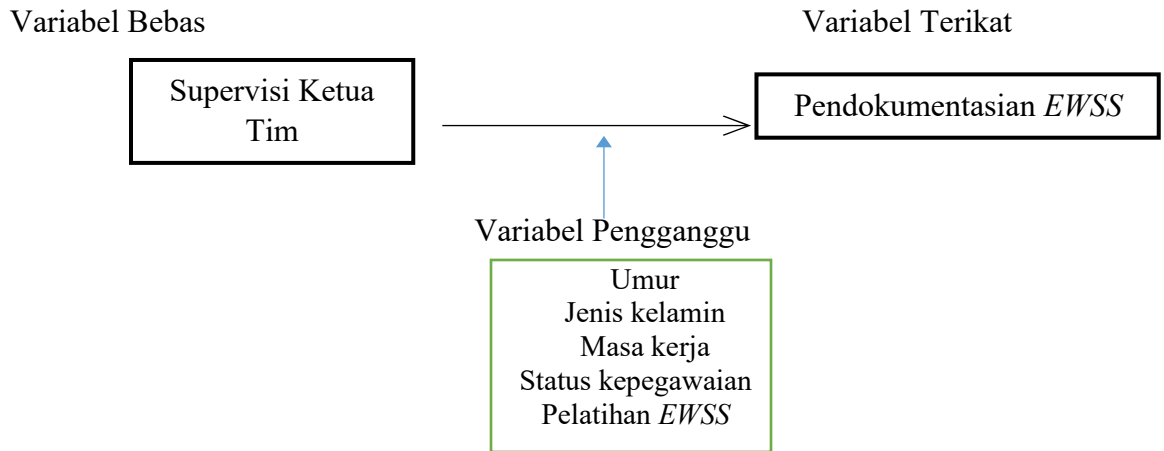 Variabel Bebas
Variabel Terikat
Supervisi Ketua
Tim
Pendokumentasian EWSS
Variabel Pengganggu
Umur
Jenis kelamin
Masa kerja
Status kepegawaian
Pelatihan EWSS